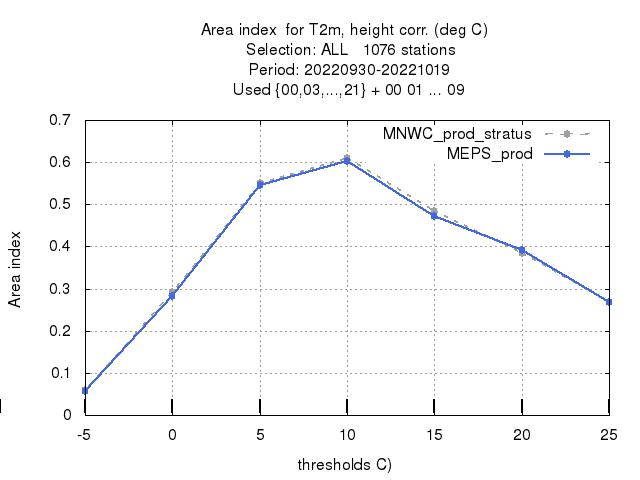 Area index  for T2m, height corr. (deg C)
Selection: ALL   1076 stations
Period: 20220930-20221019
Used {00,03,...,21} + 00 01 ... 09
MNWC_prod_stratus
MEPS_prod
Area index
0.7
0.6
0.5
0.4
0.3
0.2
0.1
0
-5 0 5 10 15 20 25
thresholds C)